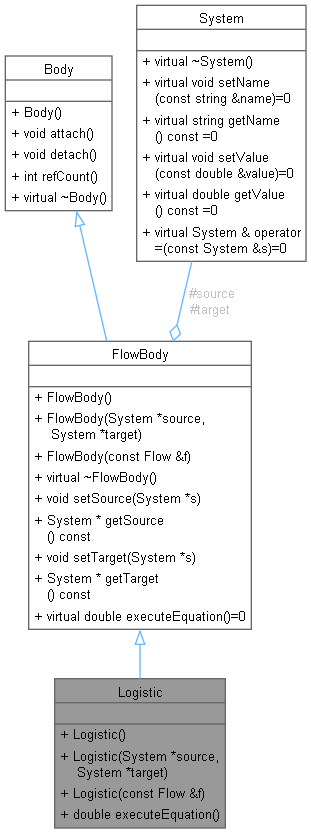 System
+ virtual ~System()
+ virtual void setName
(const string &name)=0
+ virtual string getName
() const =0
+ virtual void setValue
(const double &value)=0
+ virtual double getValue
() const =0
+ virtual System & operator
=(const System &s)=0
Body
+ Body()
+ void attach()
+ void detach()
+ int refCount()
+ virtual ~Body()
#source
#target
FlowBody
+ FlowBody()
+ FlowBody(System *source,
System *target)
+ FlowBody(const Flow &f)
+ virtual ~FlowBody()
+ void setSource(System *s)
+ System * getSource
() const
+ void setTarget(System *s)
+ System * getTarget
() const
+ virtual double executeEquation()=0
Logistic
+ Logistic()
+ Logistic(System *source,
System *target)
+ Logistic(const Flow &f)
+ double executeEquation()